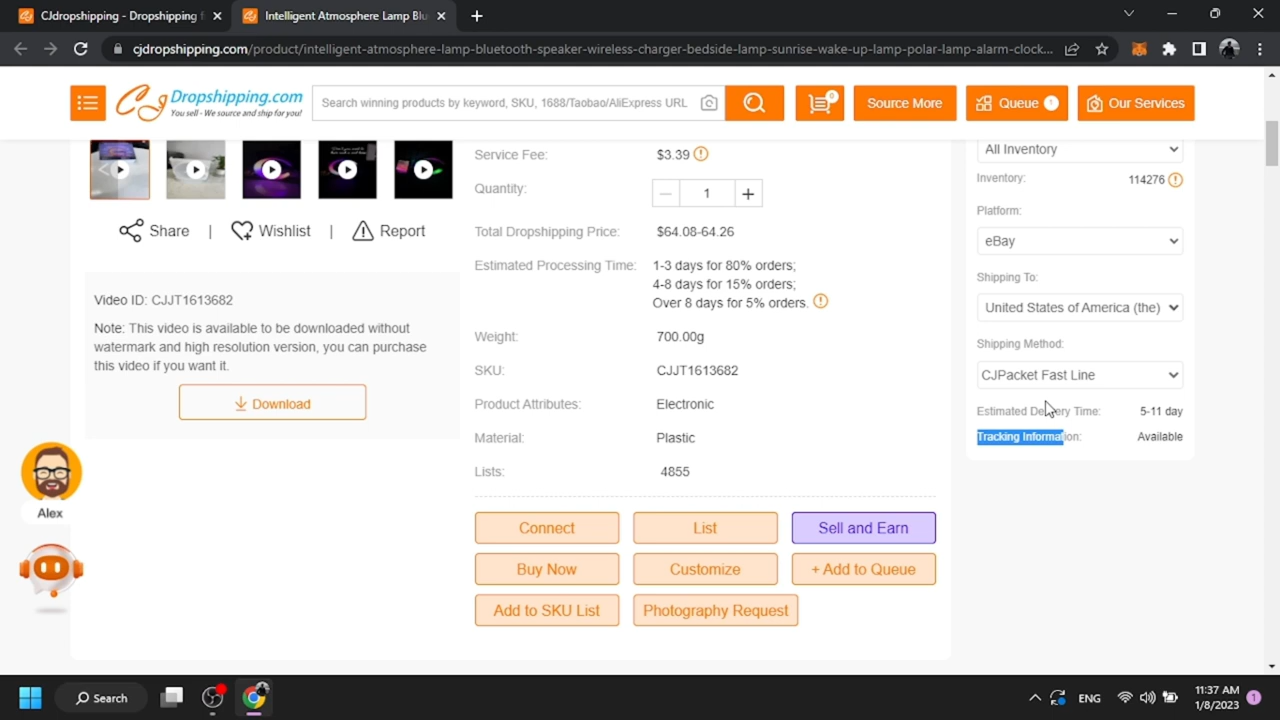 CJdropshipping - Dropshipping f
Intelligent Atmosphere Lamp Blu
cjdropshipping.com/product/intelligent-atmosphere-lamp-bluetooth-speaker-wireless-charger-bedside-lamp-sunrise-wake-up-lamp-polar-lamp-alarm-clock...
CJ Dropshipping.com
You sell - We source and ship for you!
Search winning products by keyword, SKU, 1688/Taobao/AliExpress URL
0
Source More
Queue 1
Our Services
Service Fee: $3.39
Quantity: 1
Share | Wishlist | Report
Total Dropshipping Price: $64.08-64.26
Estimated Processing Time: 1-3 days for 80% orders;
4-8 days for 15% orders;
Over 8 days for 5% orders.
Video ID: CJJT1613682
Note: This video is available to be downloaded without
watermark and high resolution version, you can purchase
this video if you want it.
Download
Weight: 700.00g
SKU: CJJT1613682
Product Attributes: Electronic
Material: Plastic
Lists: 4855
Connect
List
Sell and Earn
Buy Now
Customize
+ Add to Queue
Add to SKU List
Photography Request
All Inventory
Inventory: 114276
Platform:
eBay
Shipping To:
United States of America (the)
Shipping Method:
CJPacket Fast Line
Estimated Delivery Time: 5-11 day
Tracking Information: Available
Alex
Search
ENG
11:37 AM
1/8/2023
1